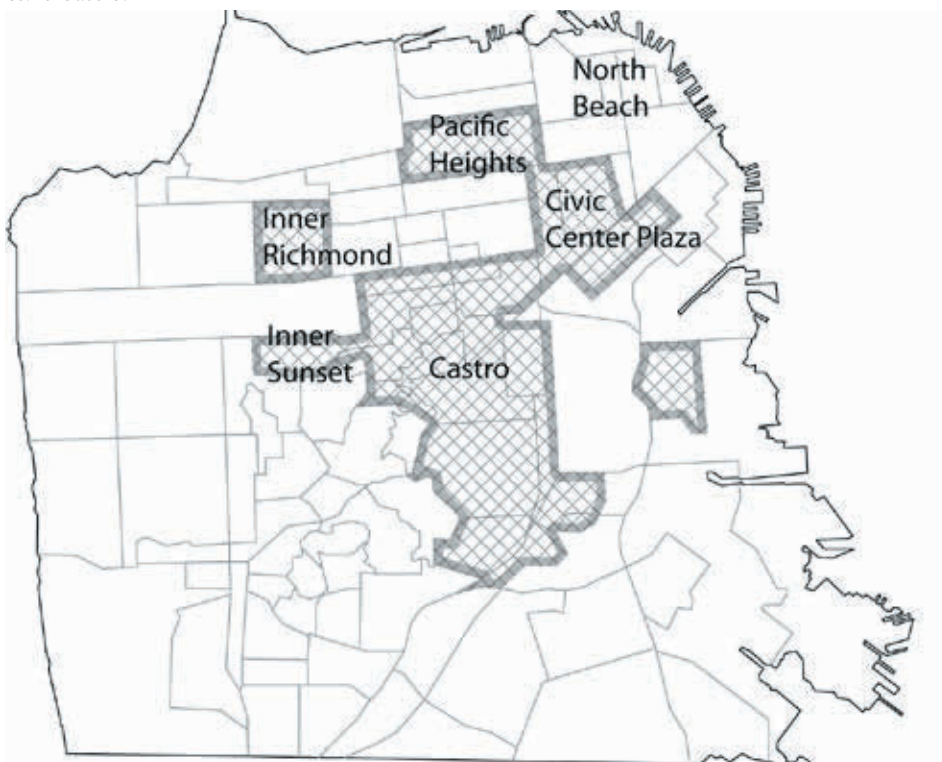 North
Beach
Pacific
Heights
Civic
Center Plaza
Inner
Richmond
Inner
Sunset
Castro